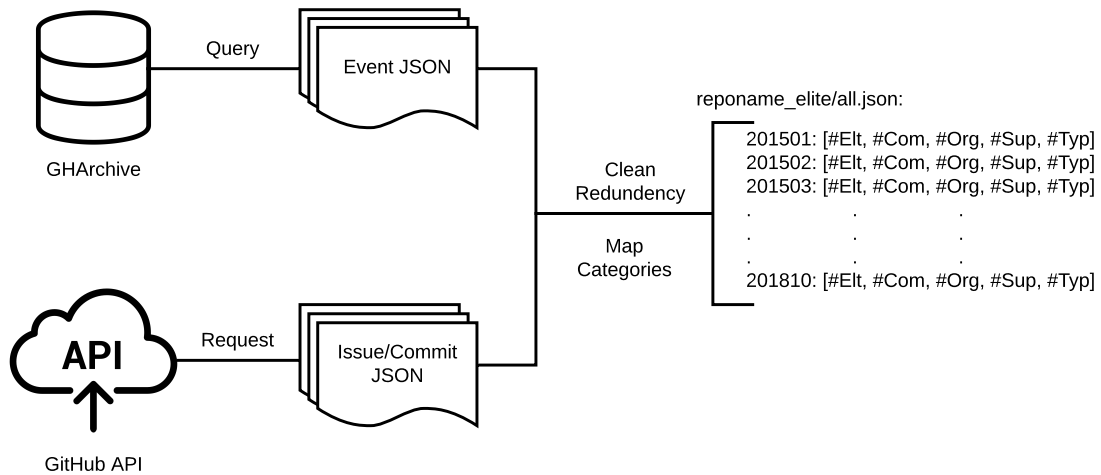 Query
Event JSON
GHArchive
reponame_elite/all.json:
201501: [#Elt, #Com, #Org, #Sup, #Typ]
201502: [#Elt, #Com, #Org, #Sup, #Typ]
201503: [#Elt, #Com, #Org, #Sup, #Typ]
. . .
. . .
. . .
201810: [#Elt, #Com, #Org, #Sup, #Typ]
Clean
Redundency
Map
Categories
API
Request
Issue/Commit
JSON
GitHub API